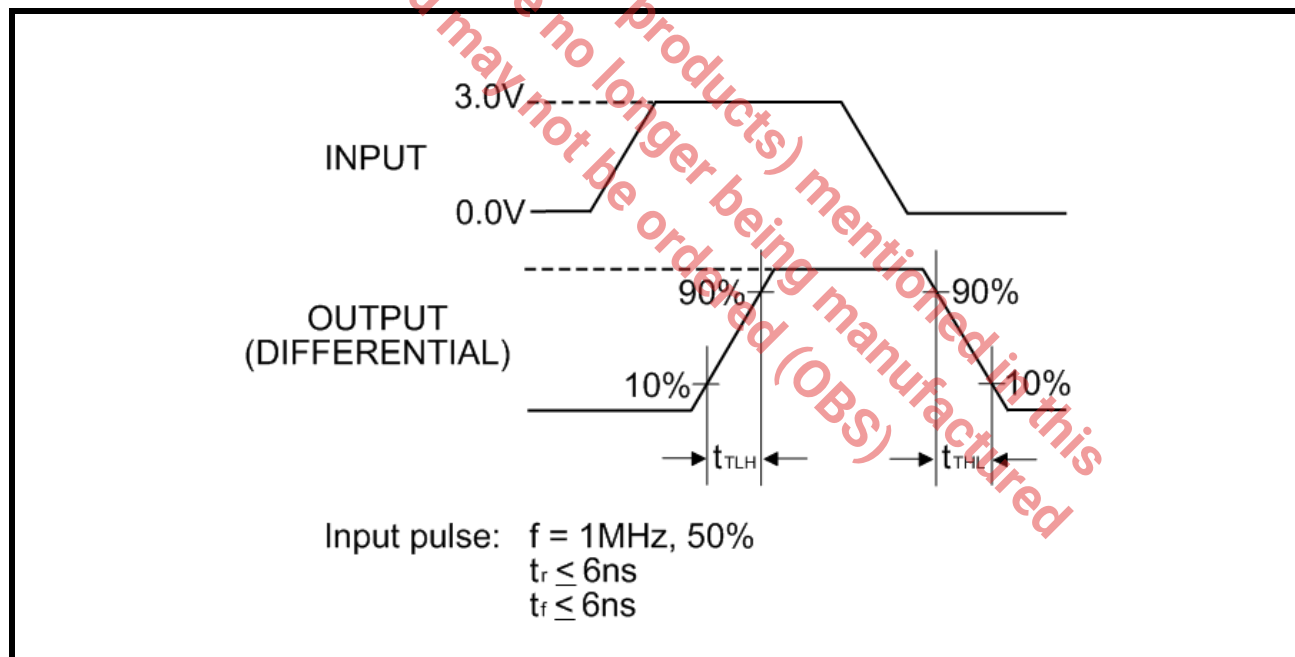 products) mentioned in this
e no longer being manufactured
d may not be ordered (OBS)
3.0V
INPUT
0.0V
90%
90%
OUTPUT
(DIFFERENTIAL)
10%
10%
tTLH
tTHL
Input pulse: f = 1MHz, 50%
tr ≤ 6ns
tf ≤ 6ns